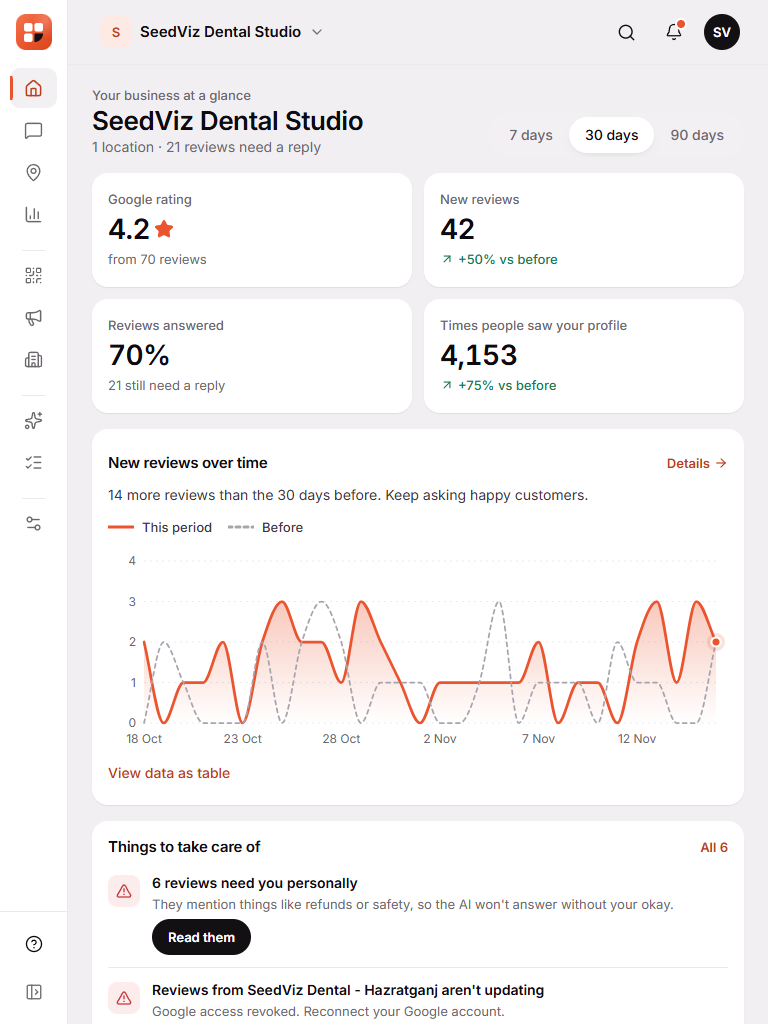 S SeedViz Dental Studio
SV
Your business at a glance
SeedViz Dental Studio
1 location · 21 reviews need a reply
7 days 30 days 90 days
Google rating
4.2
from 70 reviews
New reviews
42
+50% vs before
Reviews answered
70%
21 still need a reply
Times people saw your profile
4,153
+75% vs before
New reviews over time
Details →
14 more reviews than the 30 days before. Keep asking happy customers.
This period Before
4
3
2
1
0
18 Oct 23 Oct 28 Oct 2 Nov 7 Nov 12 Nov
View data as table
Things to take care of
All 6
6 reviews need you personally
They mention things like refunds or safety, so the AI won't answer without your okay.
Read them
Reviews from SeedViz Dental - Hazratganj aren't updating
Google access revoked. Reconnect your Google account.